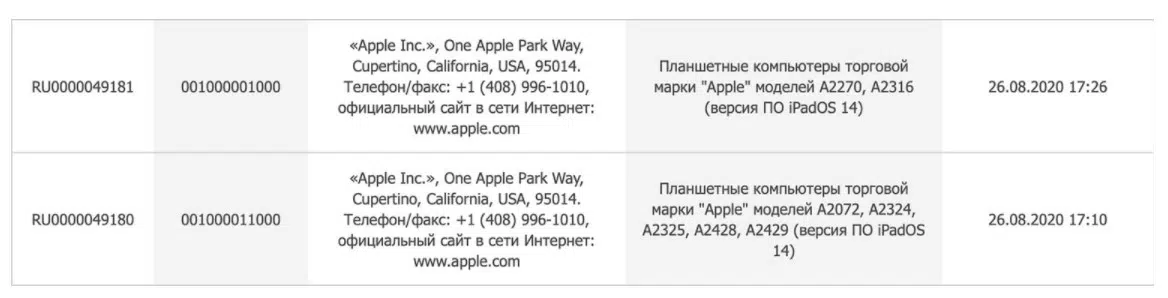 RU0000049181
001000001000
«Apple Inc.», One Apple Park Way,
Cupertino, California, USA, 95014.
Телефон/факс: +1 (408) 996-1010,
официальный сайт в сети Интернет:
www.apple.com
Планшетные компьютеры торговой
марки "Apple" моделей A2270, A2316
(версия ПО iPadOS 14)
26.08.2020 17:26
RU0000049180
001000011000
«Apple Inc.», One Apple Park Way,
Cupertino, California, USA, 95014.
Телефон/факс: +1 (408) 996-1010,
официальный сайт в сети Интернет:
www.apple.com
Планшетные компьютеры торговой
марки "Apple" моделей A2072, A2324,
A2325, A2428, A2429 (версия ПО iPadOS
14)
26.08.2020 17:10